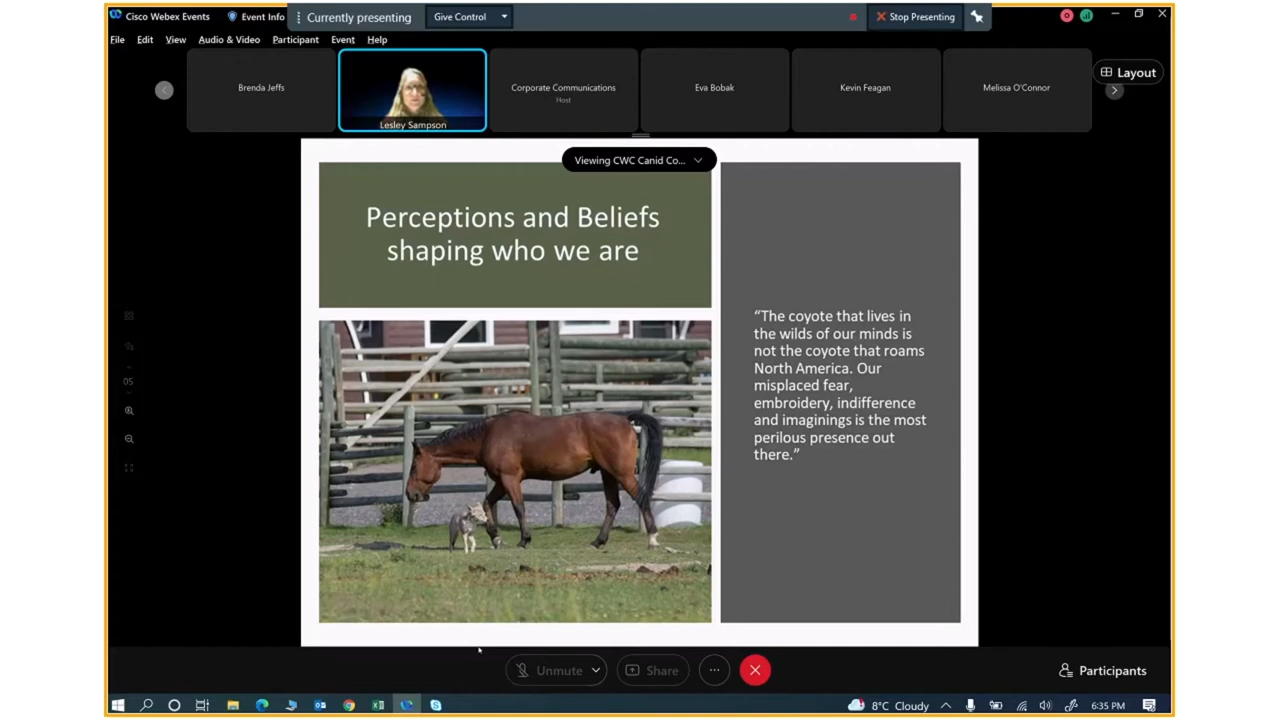 Cisco Webex Events
Event Info
Currently presenting
Give Control
Stop Presenting
File Edit View Audio & Video Participant Event Help
Brenda Jeffs
Lesley Sampson
Corporate Communications
Host
Eva Bobak
Kevin Feagan
Melissa O'Connor
Layout
Viewing CWC Canid Co...
Perceptions and Beliefs
shaping who we are
“The coyote that lives in
the wilds of our minds is
not the coyote that roams
North America. Our
misplaced fear,
embroidery, indifference
and imaginings is the most
perilous presence out
there.”
05
Unmute
Share
Participants
8°C Cloudy
6:35 PM